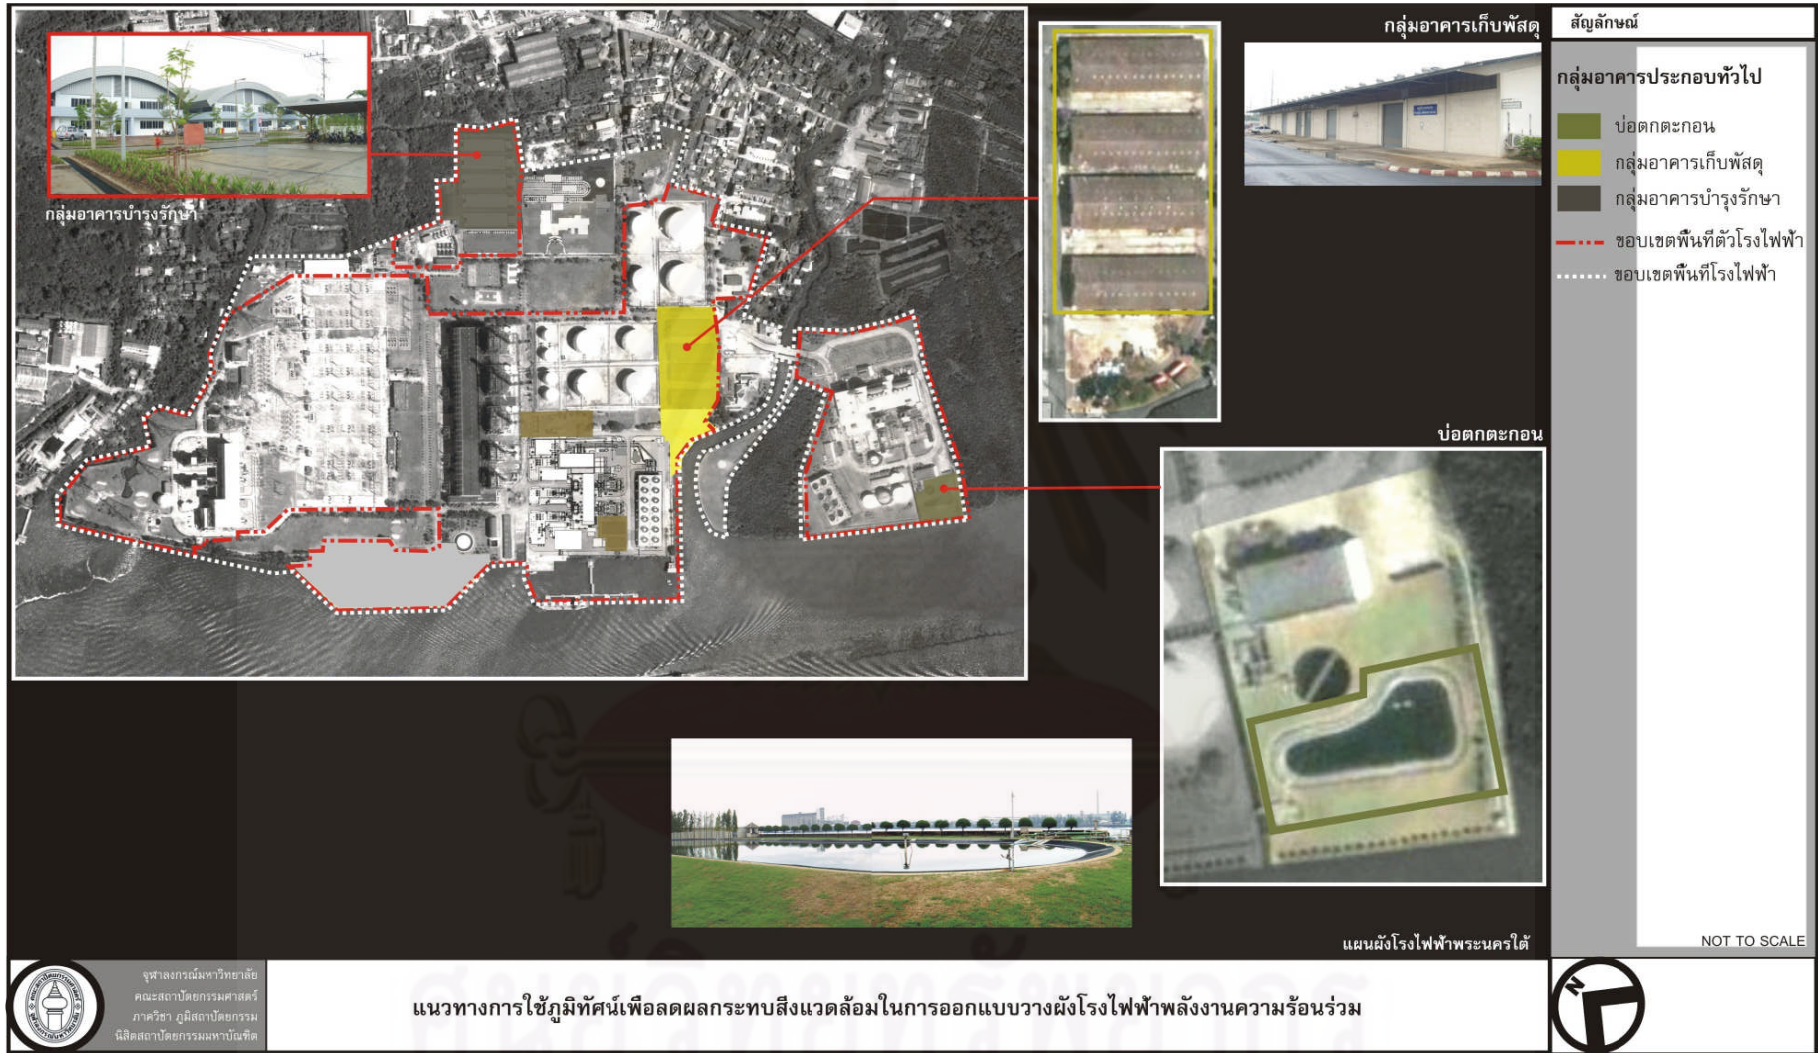 กลุ่มอาคารเก็บพัสดุ
สัญลักษณ์
กลุ่มอาคารประกอบทั่วไป
บ่อตกตะกอน
กลุ่มอาคารเก็บพัสดุ
กลุ่มอาคารบำรุงรักษา
ขอบเขตพื้นที่ตัวโรงไฟฟ้า
ขอบเขตพื้นที่โรงไฟฟ้า
กลุ่มอาคารบำรุงรักษา
บ่อตกตะกอน
แผนผังโรงไฟฟ้าพระนครใต้
NOT TO SCALE
จุฬาลงกรณ์มหาวิทยาลัย
คณะสถาปัตยกรรมศาสตร์
ภาควิชา ภูมิสถาปัตยกรรม
นิสิตสถาปัตยกรรมมหาบัณฑิต
แนวทางการใช้ภูมิทัศน์เพื่อลดผลกระทบสิ่งแวดล้อมในการออกแบบวางผังโรงไฟฟ้าพลังงานความร้อนร่วม
N